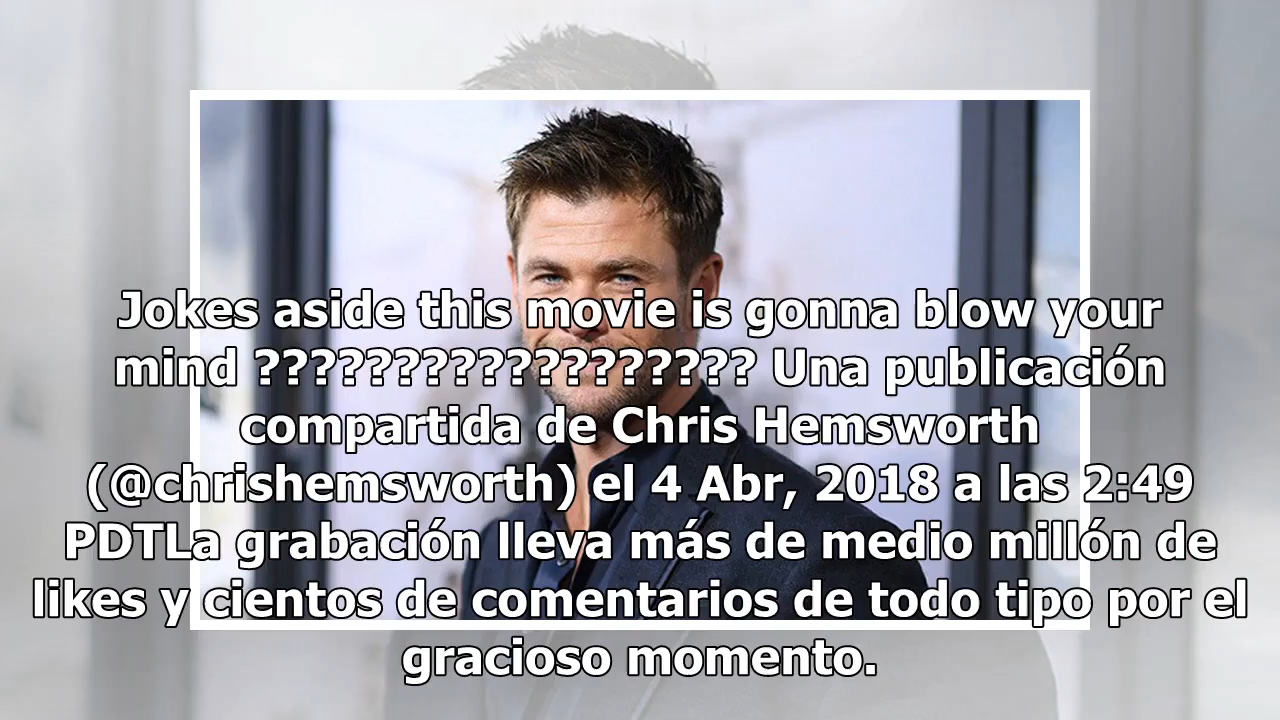 Jokes aside this movie is gonna blow your
mind ?????????????????? Una publicación
compartida de Chris Hemsworth
(@chrishemsworth) el 4 Abr, 2018 a las 2:49
PDTLa grabación lleva más de medio millón de
likes y cientos de comentarios de todo tipo por el
gracioso momento.